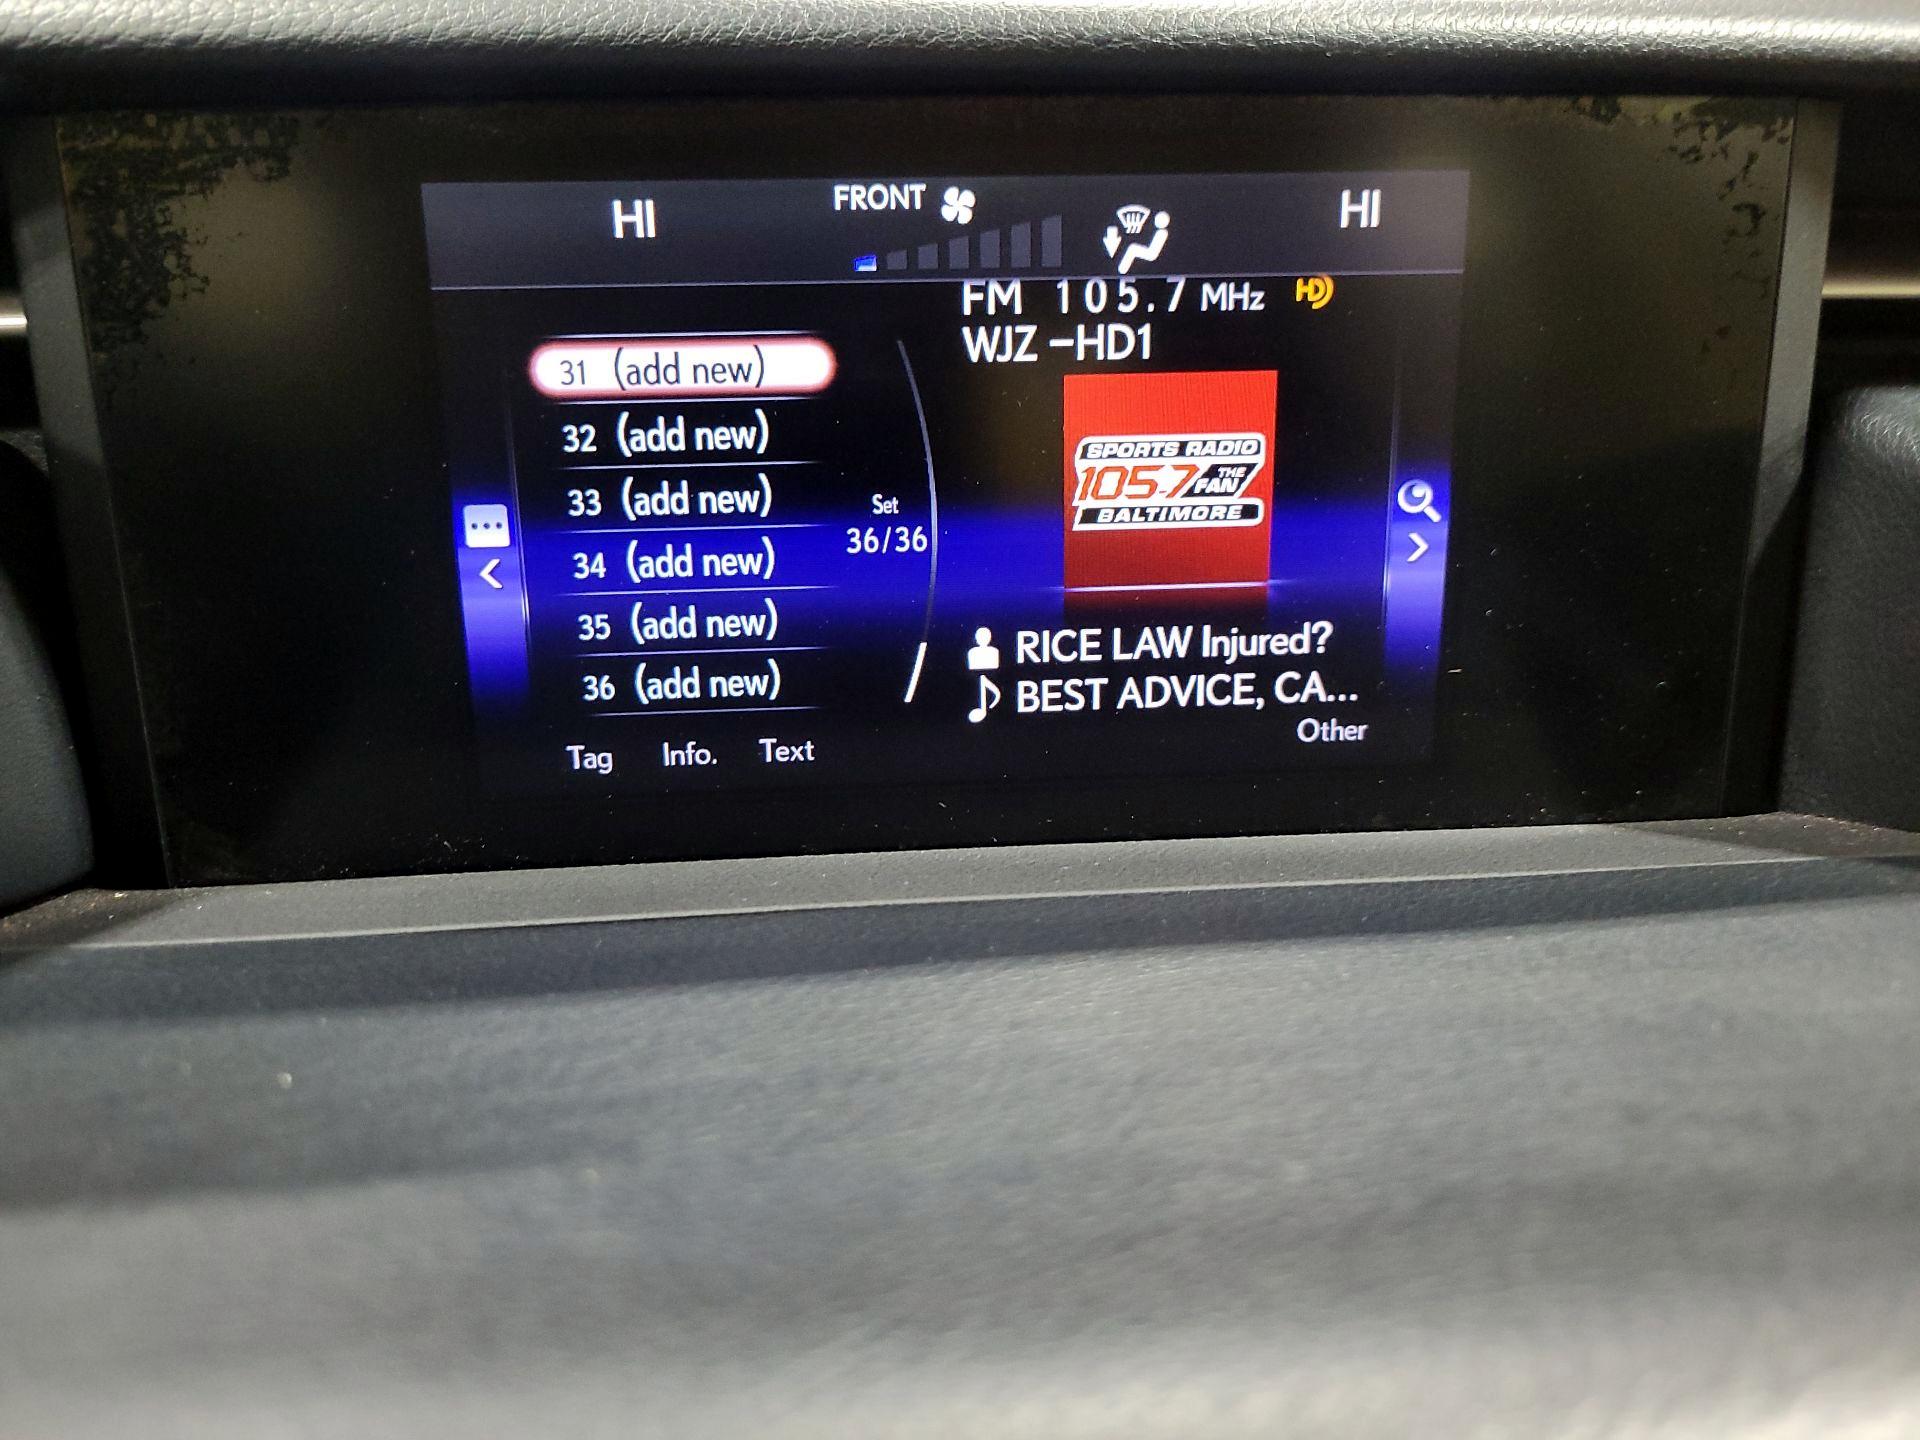 HI FRONT HI
FM 105.7 MHz HD
WJZ -HD1
31 (add new)
32 (add new)
33 (add new)
34 (add new)
35 (add new)
36 (add new)
Set
36/36
SPORTS RADIO
105.7 THE FAN
BALTIMORE
RICE LAW Injured?
BEST ADVICE, CA...
Other
Tag Info. Text